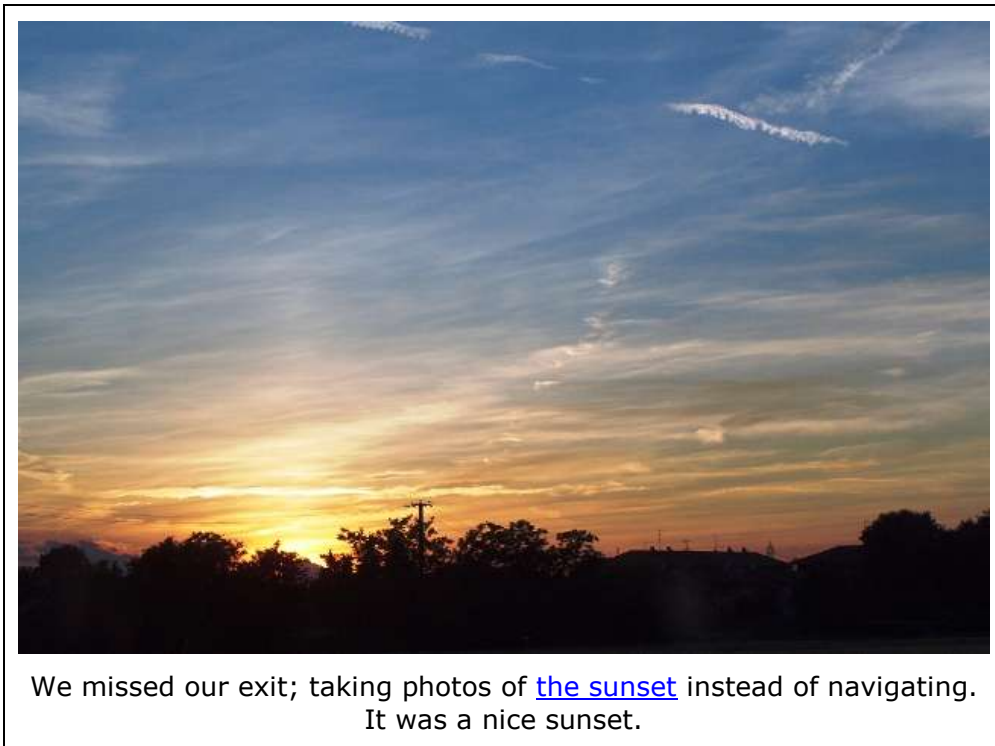 We missed our exit; taking photos of the sunset instead of navigating.
It was a nice sunset.